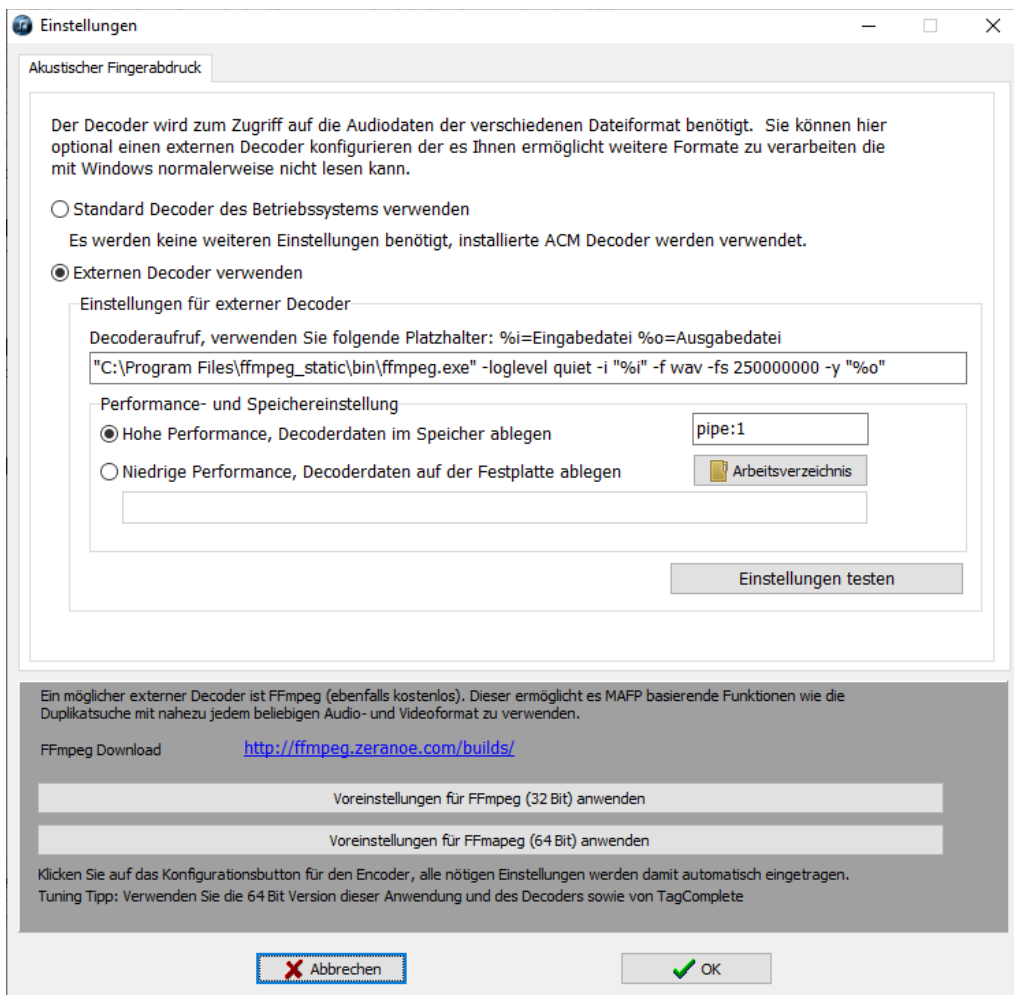 Einstellungen
Akustischer Fingerabdruck
Der Decoder wird zum Zugriff auf die Audiodaten der verschiedenen Dateiformat benötigt.  Sie können hier
optional einen externen Decoder konfigurieren der es Ihnen ermöglicht weitere Formate zu verarbeiten die
mit Windows normalerweise nicht lesen kann.
Standard Decoder des Betriebssystems verwenden
Es werden keine weiteren Einstellungen benötigt, installierte ACM Decoder werden verwendet.
Externen Decoder verwenden
Einstellungen für externer Decoder
Decoderaufruf, verwenden Sie folgende Platzhalter: %i=Eingabedatei %o=Ausgabedatei
"C:\Program Files\ffmpeg_static\bin\ffmpeg.exe" -loglevel quiet -i "%i" -f wav -fs 250000000 -y "%o"
Performance- und Speichereinstellung
Hohe Performance, Decoderdaten im Speicher ablegen
pipe:1
Niedrige Performance, Decoderdaten auf der Festplatte ablegen
Arbeitsverzeichnis
Einstellungen testen
Ein möglicher externer Decoder ist FFmpeg (ebenfalls kostenlos). Dieser ermöglicht es MAFP basierende Funktionen wie die
Duplikatsuche mit nahezu jedem beliebigen Audio- und Videoformat zu verwenden.
FFmpeg Download
http://ffmpeg.zeranoe.com/builds/
Voreinstellungen für FFmpeg (32 Bit) anwenden
Voreinstellungen für FFmapeg (64 Bit) anwenden
Klicken Sie auf das Konfigurationsbutton für den Encoder, alle nötigen Einstellungen werden damit automatisch eingetragen.
Tuning Tipp: Verwenden Sie die 64 Bit Version dieser Anwendung und des Decoders sowie von TagComplete
Abbrechen
OK